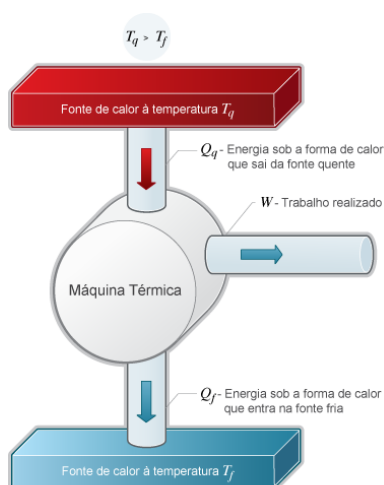 Tq > Tf
Fonte de calor à temperatura Tq
Qq - Energia sob a forma de calor
que sai da fonte quente
W - Trabalho realizado
Máquina Térmica
Qf - Energia sob a forma de calor
que entra na fonte fria
Fonte de calor à temperatura Tf